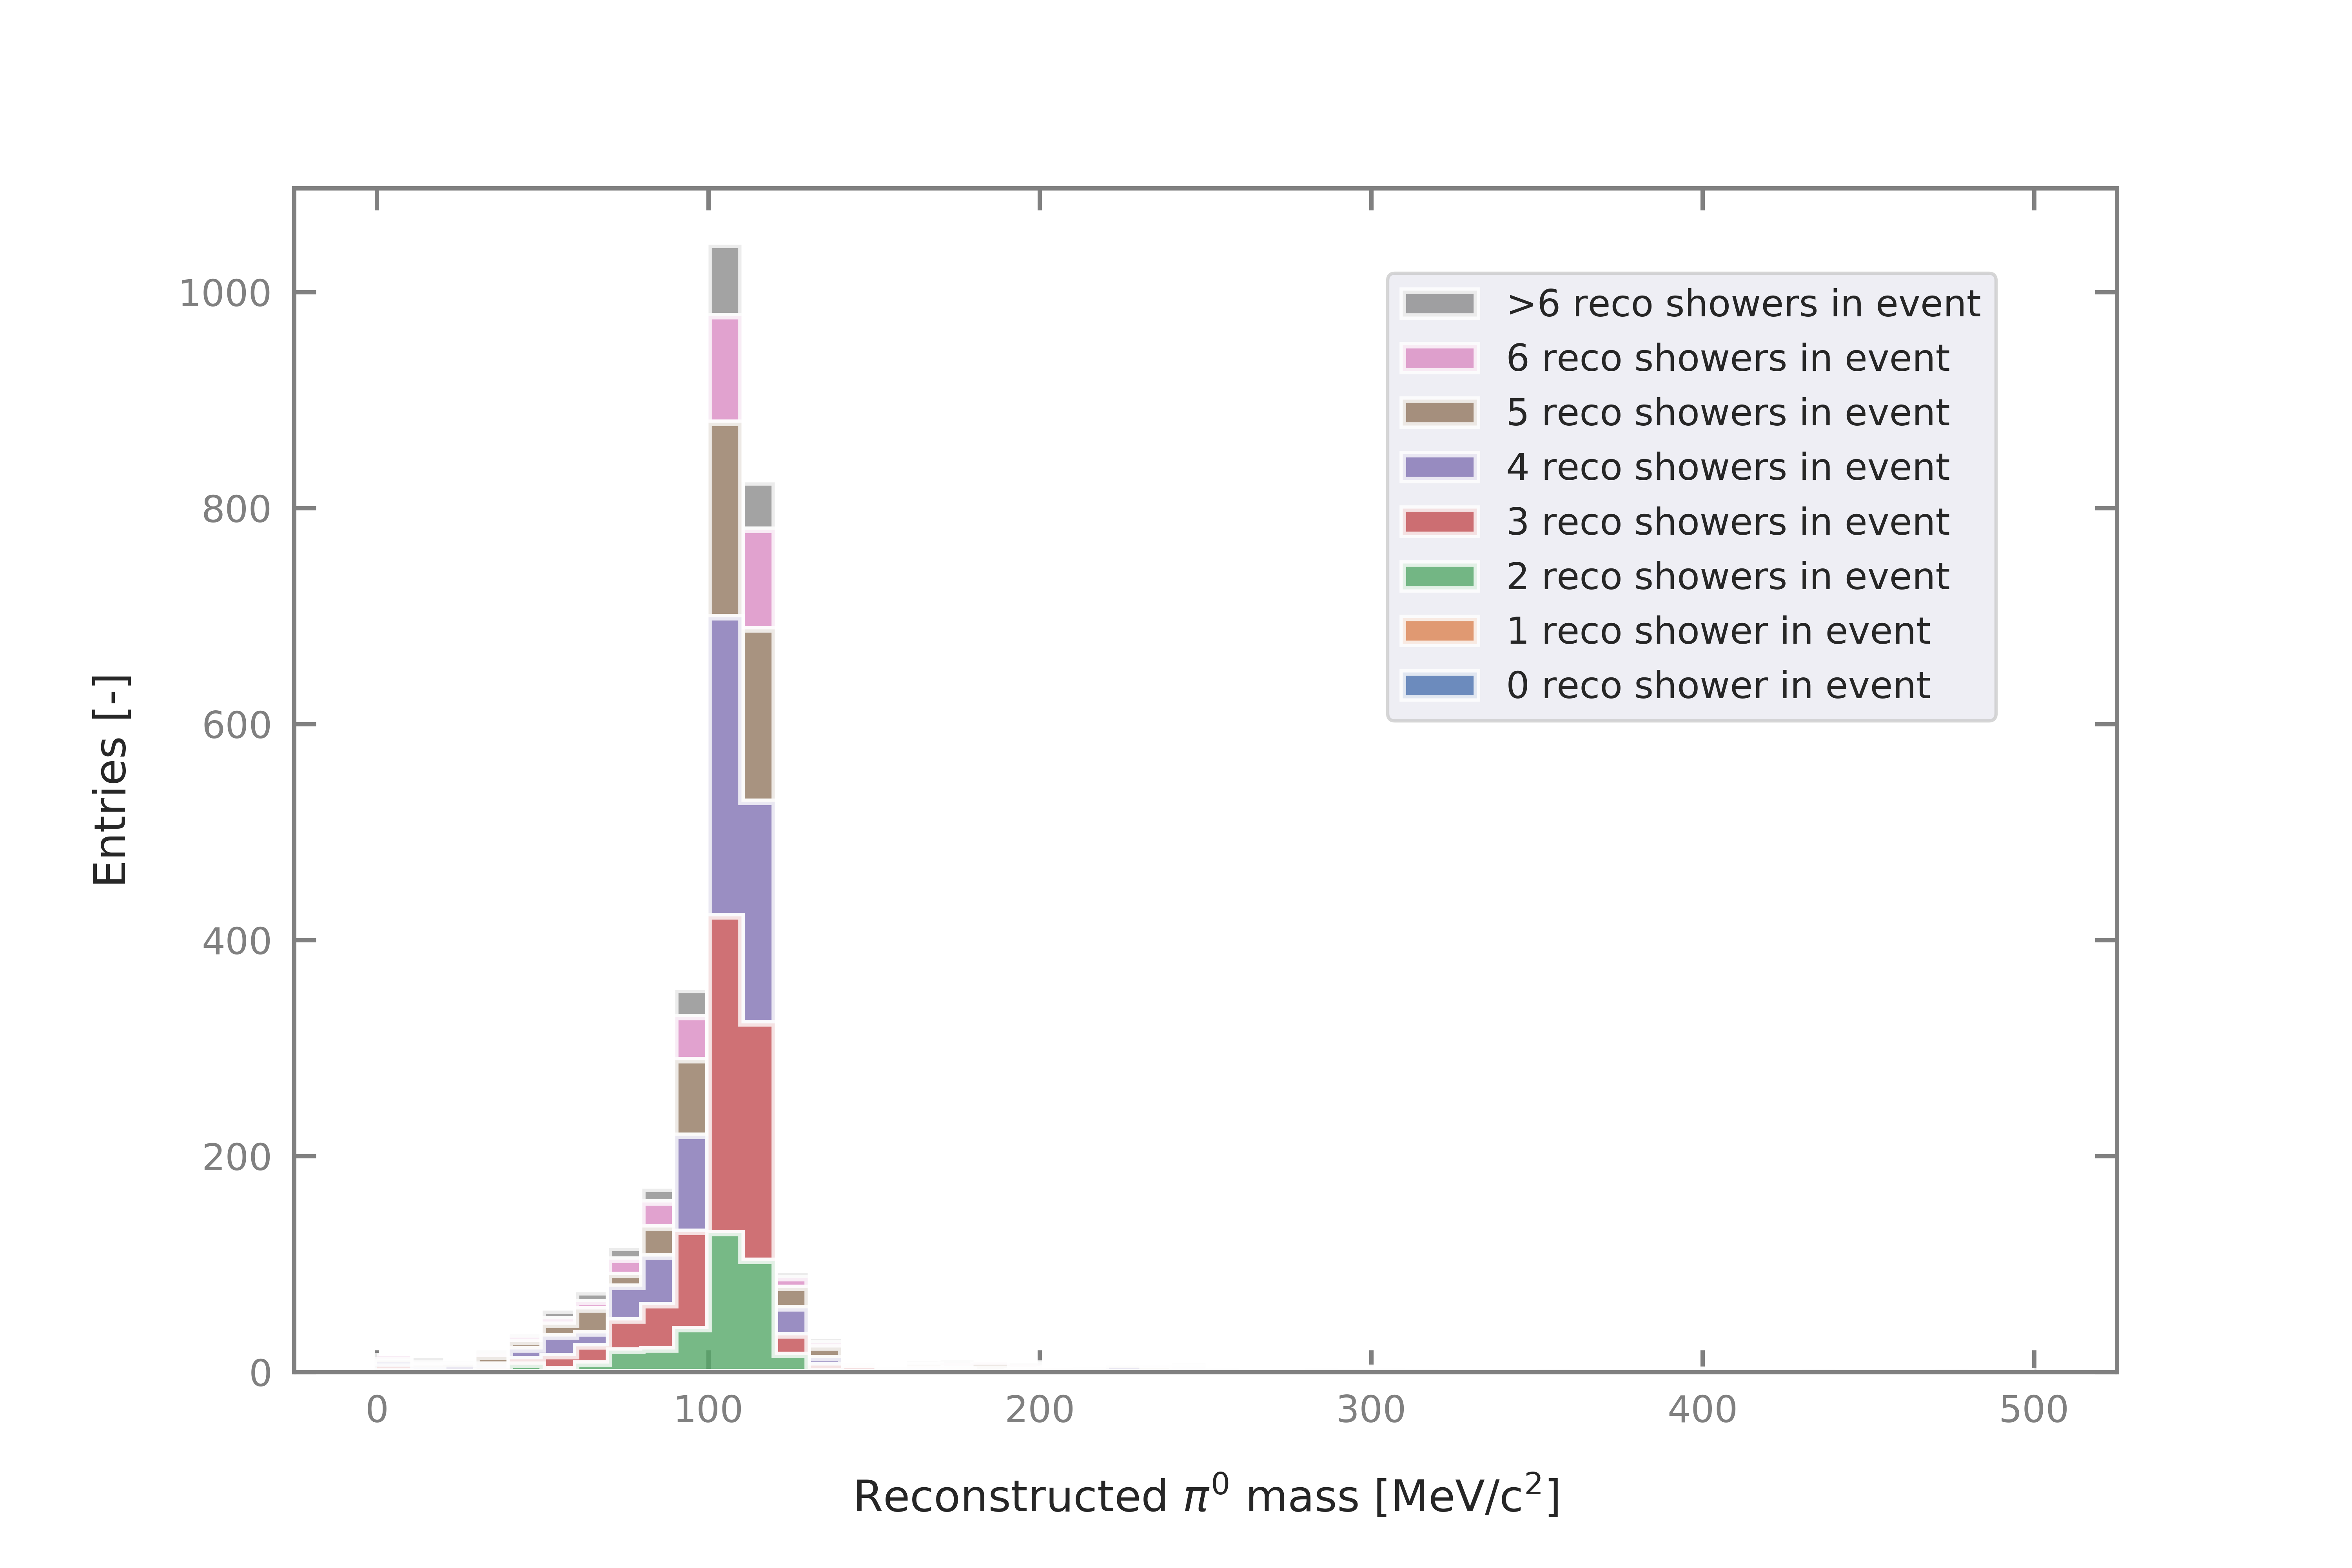 1000
800
600
400
200
0
Entries [-]
>6 reco showers in event
6 reco showers in event
5 reco showers in event
4 reco showers in event
3 reco showers in event
2 reco showers in event
1 reco shower in event
0 reco shower in event
0 100 200 300 400 500
Reconstructed π⁰ mass [MeV/c²]